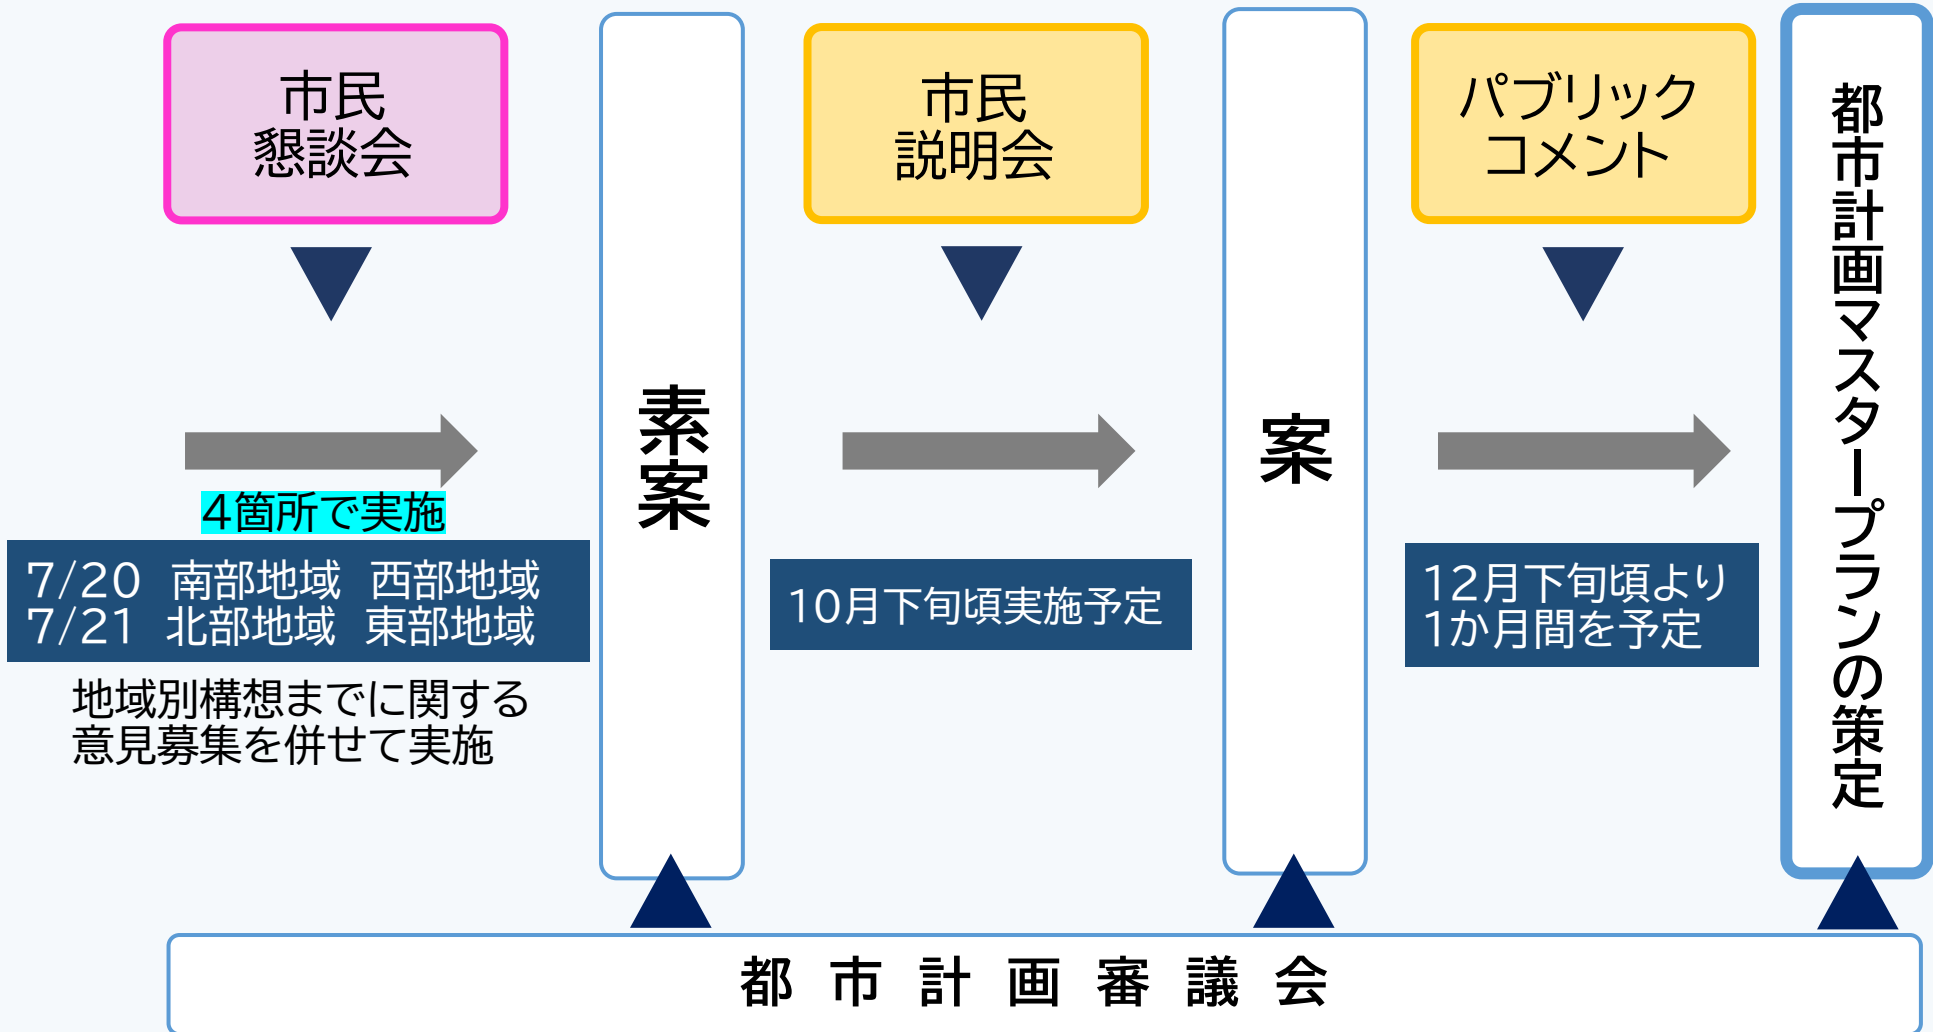 市民
懇談会
4箇所で実施
7/20 南部地域 西部地域
7/21 北部地域 東部地域
地域別構想までに関する
意見募集を併せて実施
素案
市民
説明会
10月下旬頃実施予定
案
パブリック
コメント
12月下旬頃より
1か月間を予定
都市計画マスタープランの策定
都市計画審議会